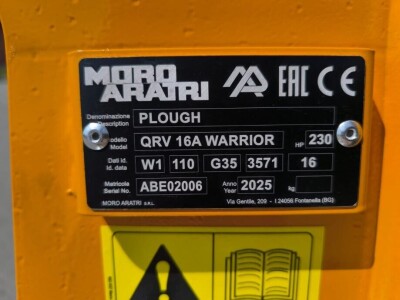 MORO ARATRI EAC CE
Denominazione
Description PLOUGH
Modello
Model QRV 16A WARRIOR HP 230
Dati id.
Id. data W1 110 G35 3571 16
Matricola
Serial No. ABE02006 Anno
Year 2025 kg
MORO ARATRI S.R.L. Via Gentile, 209 - I 24056 Fontanella (BG)